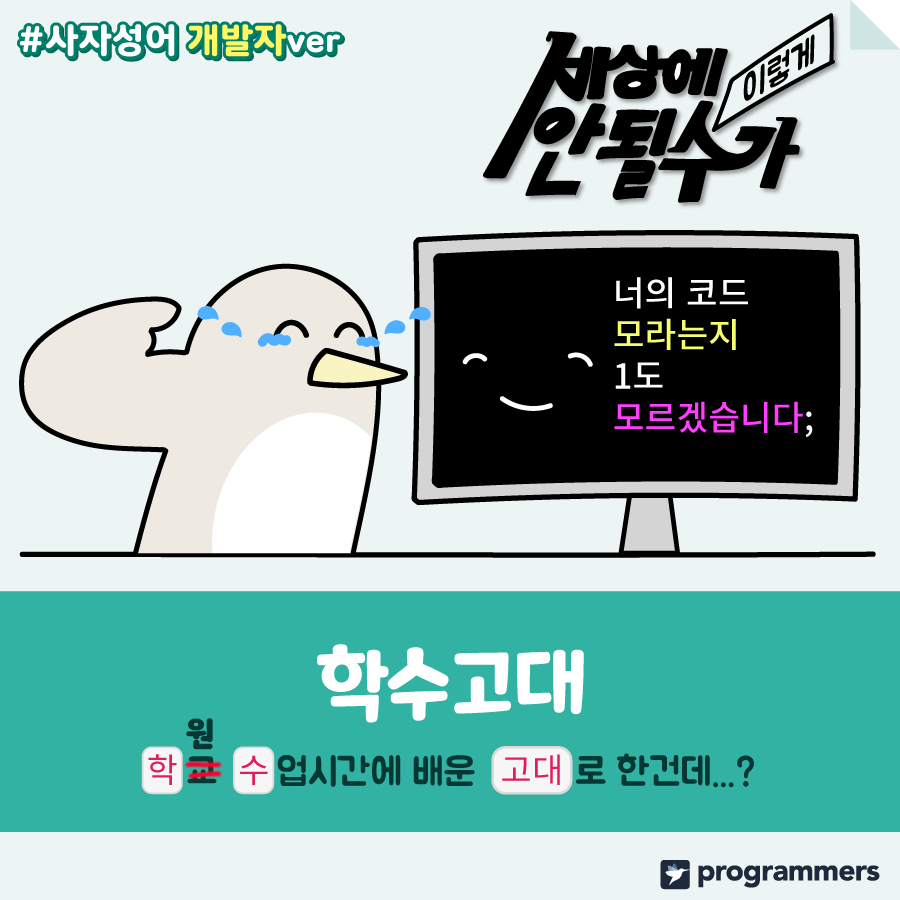 #사자성어 개발자ver
세상에
이렇게
안될수가
너의 코드
모라는지
1도
모르겠습니다;
학수고대
원
학교 수업시간에 배운 고대로 한건데...?
programmers